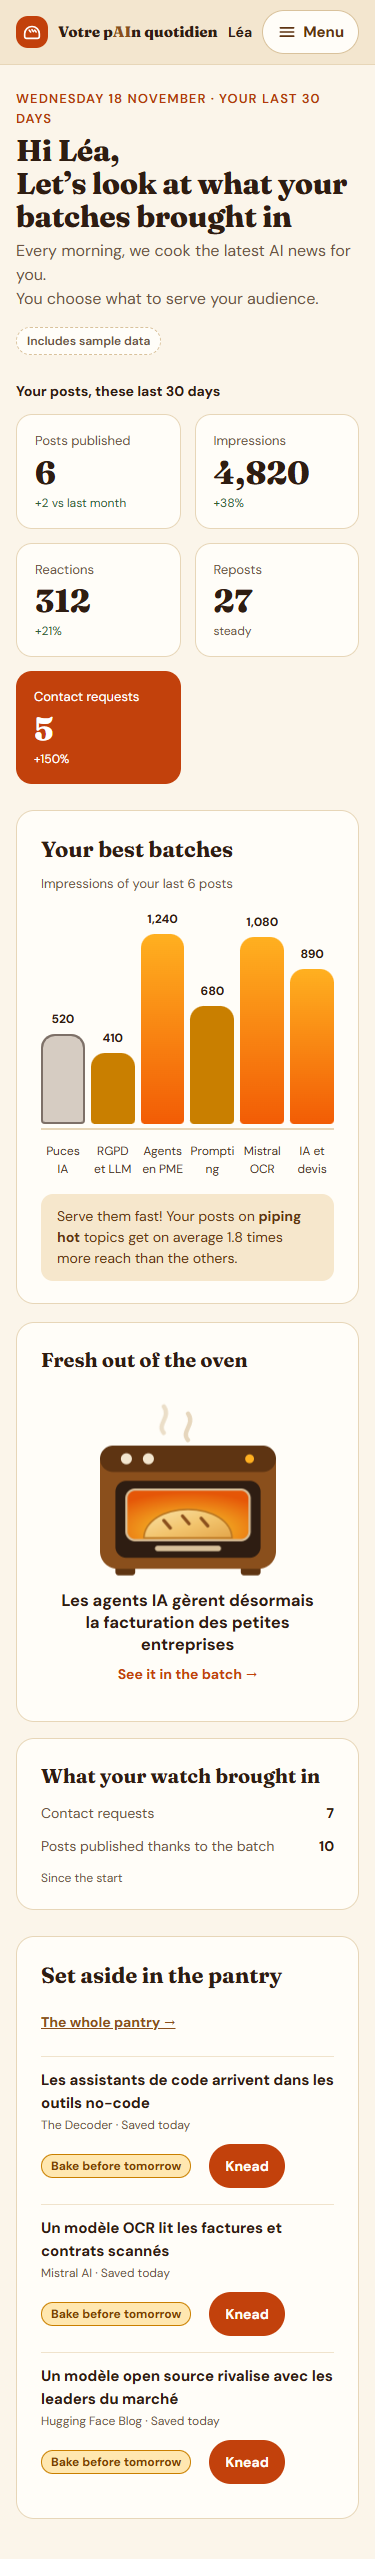 Votre pAIn quotidien Léa Menu
WEDNESDAY 18 NOVEMBER · YOUR LAST 30
DAYS
Hi Léa,
Let’s look at what your
batches brought in
Every morning, we cook the latest AI news for
you.
You choose what to serve your audience.
Includes sample data
Your posts, these last 30 days
Posts published
6
+2 vs last month
Impressions
4,820
+38%
Reactions
312
+21%
Reposts
27
steady
Contact requests
5
+150%
Your best batches
Impressions of your last 6 posts
520
410
1,240
680
1,080
890
Puces
IA
RGPD
et LLM
Agents
en PME
Prompti
ng
Mistral
OCR
IA et
devis
Serve them fast! Your posts on piping
hot topics get on average 1.8 times
more reach than the others.
Fresh out of the oven
Les agents IA gèrent désormais
la facturation des petites
entreprises
See it in the batch →
What your watch brought in
Contact requests 7
Posts published thanks to the batch 10
Since the start
Set aside in the pantry
The whole pantry →
Les assistants de code arrivent dans les
outils no-code
The Decoder · Saved today
Bake before tomorrow Knead
Un modèle OCR lit les factures et
contrats scannés
Mistral AI · Saved today
Bake before tomorrow Knead
Un modèle open source rivalise avec les
leaders du marché
Hugging Face Blog · Saved today
Bake before tomorrow Knead